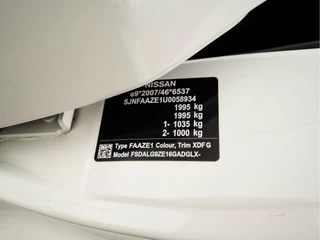 NISSAN
e9*2007/46*6537
SJNFAAZE1U0058934
1995 kg
1995 kg
1- 1035 kg
2- 1000 kg
Type FAAZE1 Colour, Trim XDF G
Model FSDALG9ZE16GADGLX-